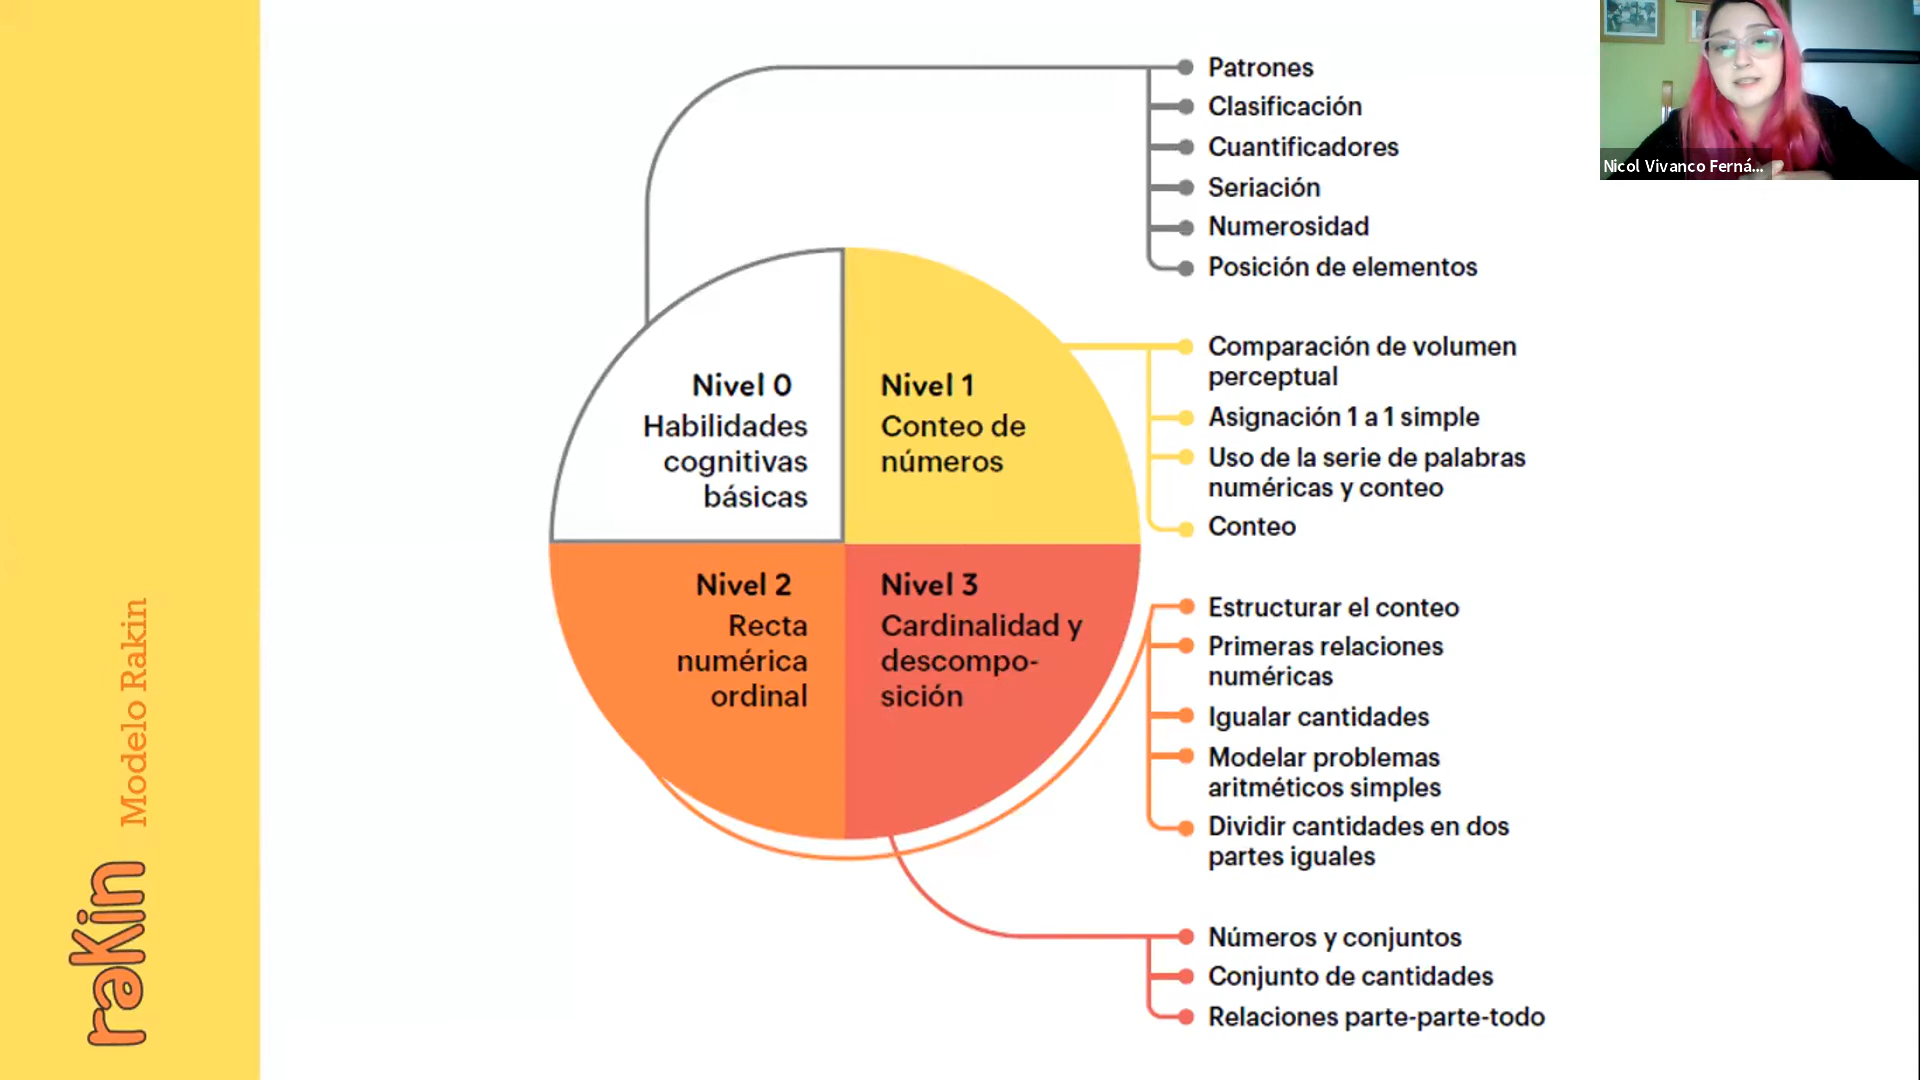 Patrones
Clasificación
Cuantificadores
Seriación
Numerosidad
Posición de elementos
Nicol Vivanco Ferná...
Nivel 0
Habilidades
cognitivas
básicas
Nivel 1
Conteo de
números
Comparación de volumen
perceptual
Asignación 1 a 1 simple
Uso de la serie de palabras
numéricas y conteo
Conteo
Nivel 2
Recta
numérica
ordinal
Nivel 3
Cardinalidad y
descompo-
sición
Estructurar el conteo
Primeras relaciones
numéricas
Igualar cantidades
Modelar problemas
aritméticos simples
Dividir cantidades en dos
partes iguales
Números y conjuntos
Conjunto de cantidades
Relaciones parte-parte-todo
rakin
Modelo Rakin